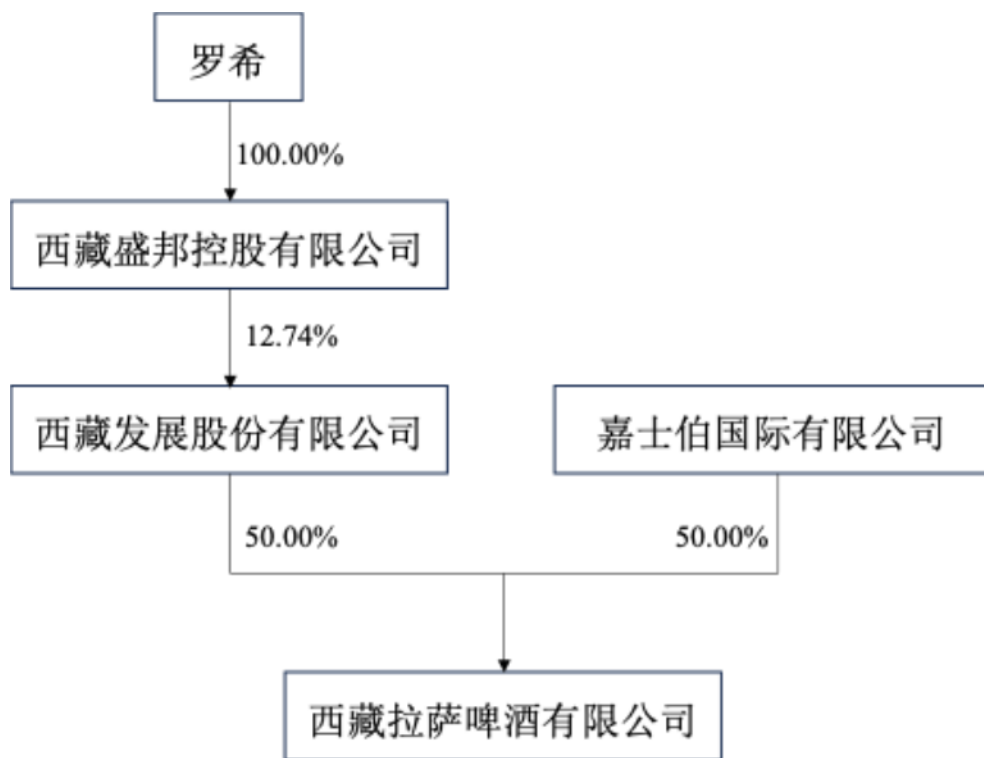 罗希
100.00%
西藏盛邦控股有限公司
12.74%
西藏发展股份有限公司
嘉士伯国际有限公司
50.00%
50.00%
西藏拉萨啤酒有限公司